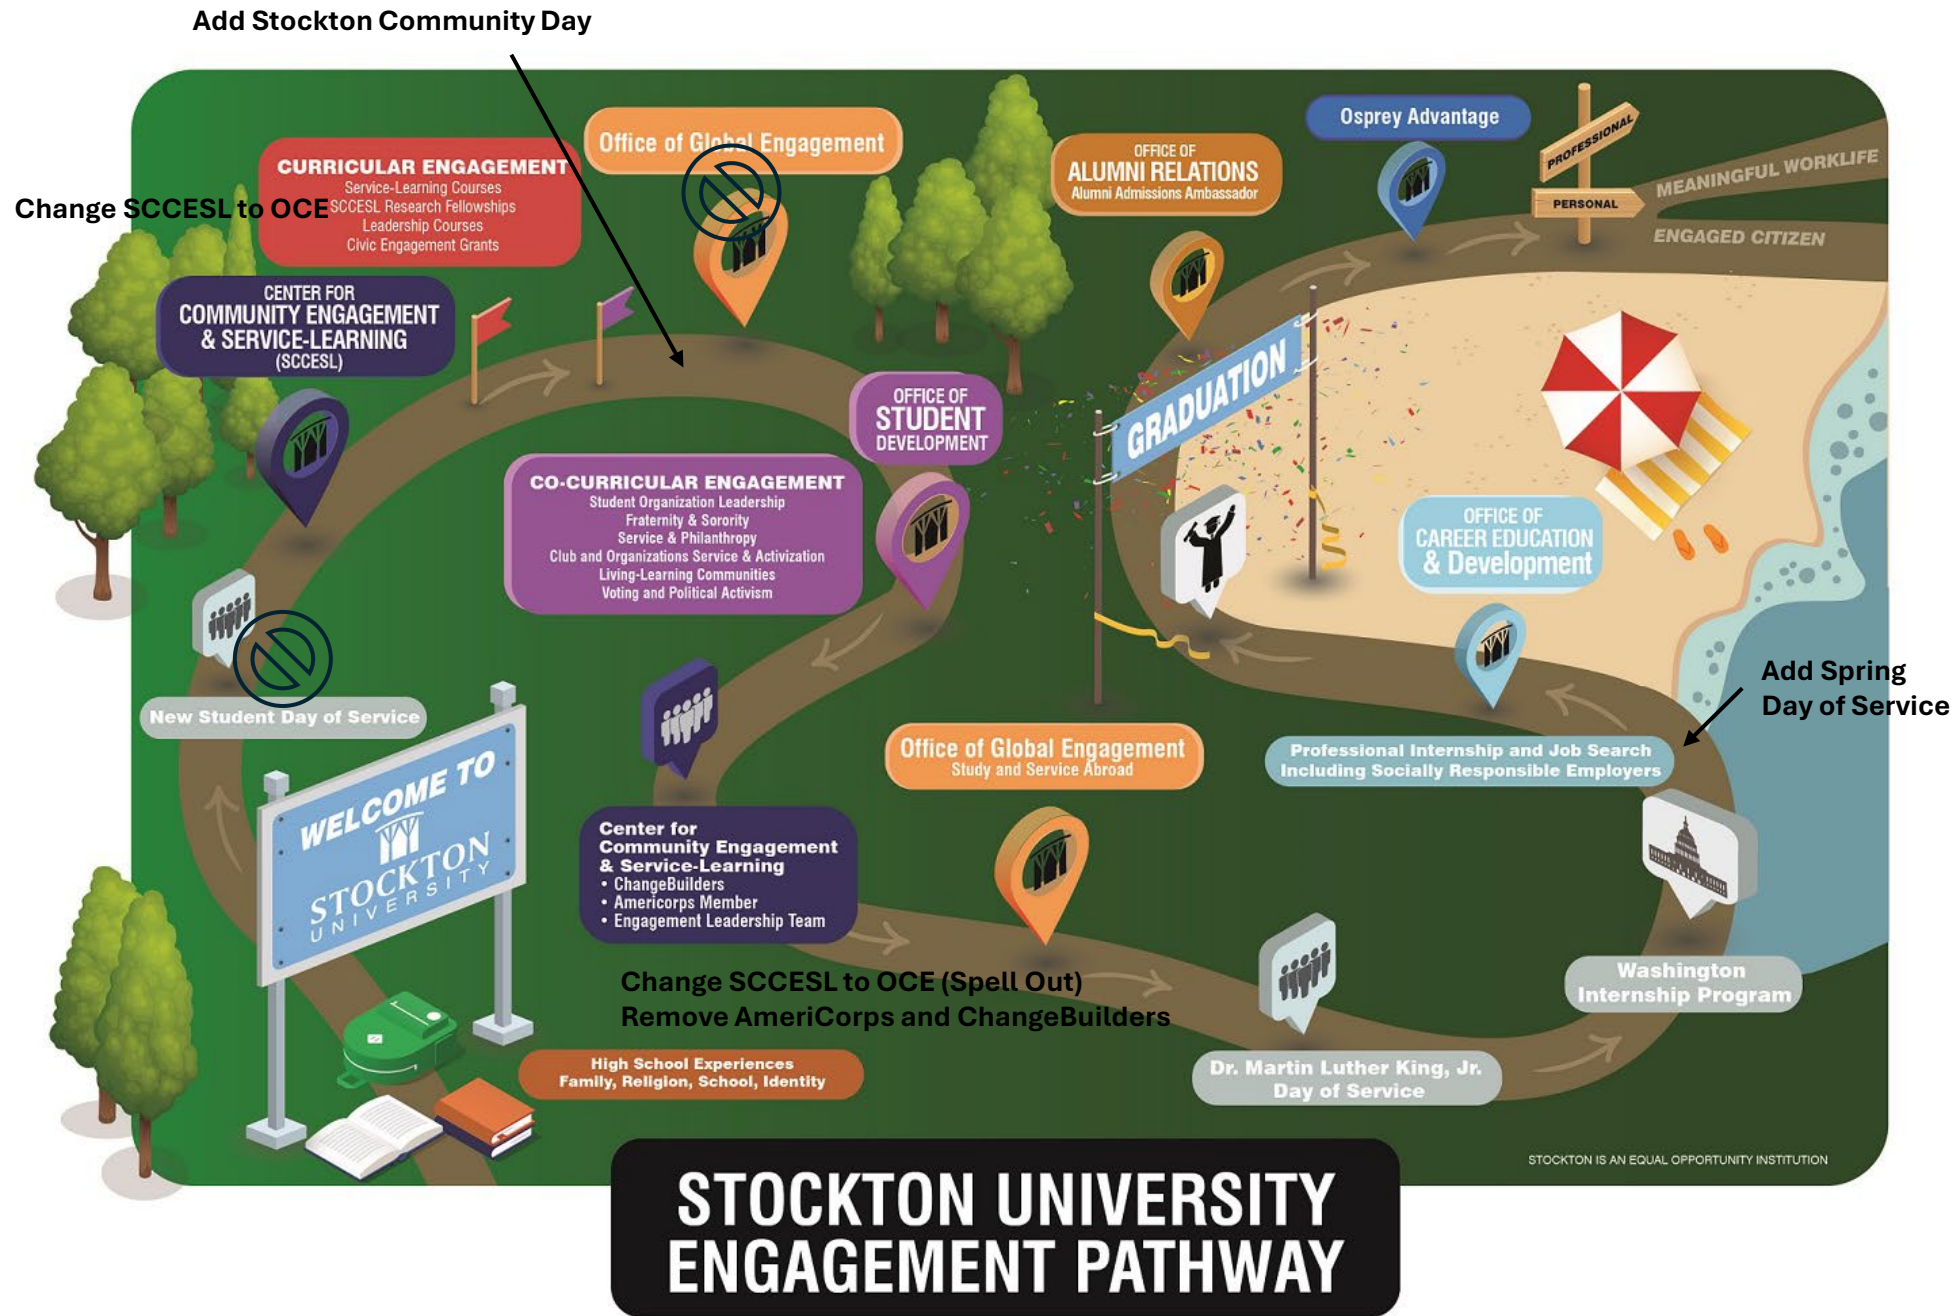 Add Stockton Community Day
Office of Global Engagement
Osprey Advantage
PROFESSIONAL
PERSONAL
MEANINGFUL WORKLIFE
ENGAGED CITIZEN
CURRICULAR ENGAGEMENT
Service-Learning Courses
SCCESL Research Fellowships
Leadership Courses
Civic Engagement Grants
Change SCCESL to OCE
OFFICE OF
ALUMNI RELATIONS
Alumni Admissions Ambassador
CENTER FOR
COMMUNITY ENGAGEMENT
& SERVICE-LEARNING
(SCCESL)
OFFICE OF
STUDENT
DEVELOPMENT
GRADUATION
CO-CURRICULAR ENGAGEMENT
Student Organization Leadership
Fraternity & Sorority
Service & Philanthropy
Club and Organizations Service & Activization
Living-Learning Communities
Voting and Political Activism
OFFICE OF
CAREER EDUCATION
& Development
Add Spring
Day of Service
New Student Day of Service
Office of Global Engagement
Study and Service Abroad
Professional Internship and Job Search
Including Socially Responsible Employers
WELCOME TO
STOCKTON
UNIVERSITY
Center for
Community Engagement
& Service-Learning
• ChangeBuilders
• Americorps Member
• Engagement Leadership Team
Change SCCESL to OCE (Spell Out)
Remove AmeriCorps and ChangeBuilders
Washington
Internship Program
High School Experiences
Family, Religion, School, Identity
Dr. Martin Luther King, Jr.
Day of Service
STOCKTON IS AN EQUAL OPPORTUNITY INSTITUTION
STOCKTON UNIVERSITY
ENGAGEMENT PATHWAY